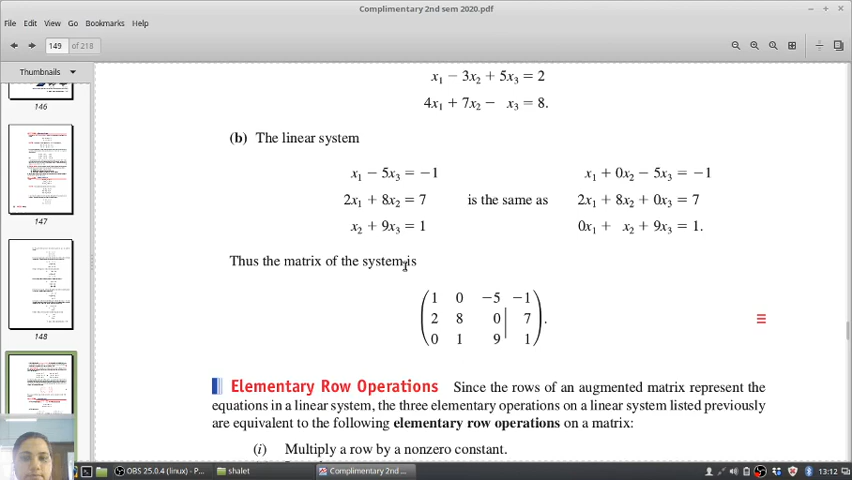 Complimentary 2nd sem 2020.pdf
File Edit View Go Bookmarks Help
149 of 218
Thumbnails
146
147
148
x₁ − 3x₂ + 5x₃ = 2
4x₁ + 7x₂ − x₃ = 8.
(b) The linear system
x₁ − 5x₃ = −1 x₁ + 0x₂ − 5x₃ = −1
2x₁ + 8x₂ = 7 is the same as 2x₁ + 8x₂ + 0x₃ = 7
x₂ + 9x₃ = 1 0x₁ + x₂ + 9x₃ = 1.
Thus the matrix of the system is
1 0 −5 −1
2 8 0 | 7
0 1 9 1
Elementary Row Operations Since the rows of an augmented matrix represent the
equations in a linear system, the three elementary operations on a linear system listed previously
are equivalent to the following elementary row operations on a matrix:
(i) Multiply a row by a nonzero constant.
OBS 25.0.4 (linux) - P... shalet Complimentary 2nd ... 13:12